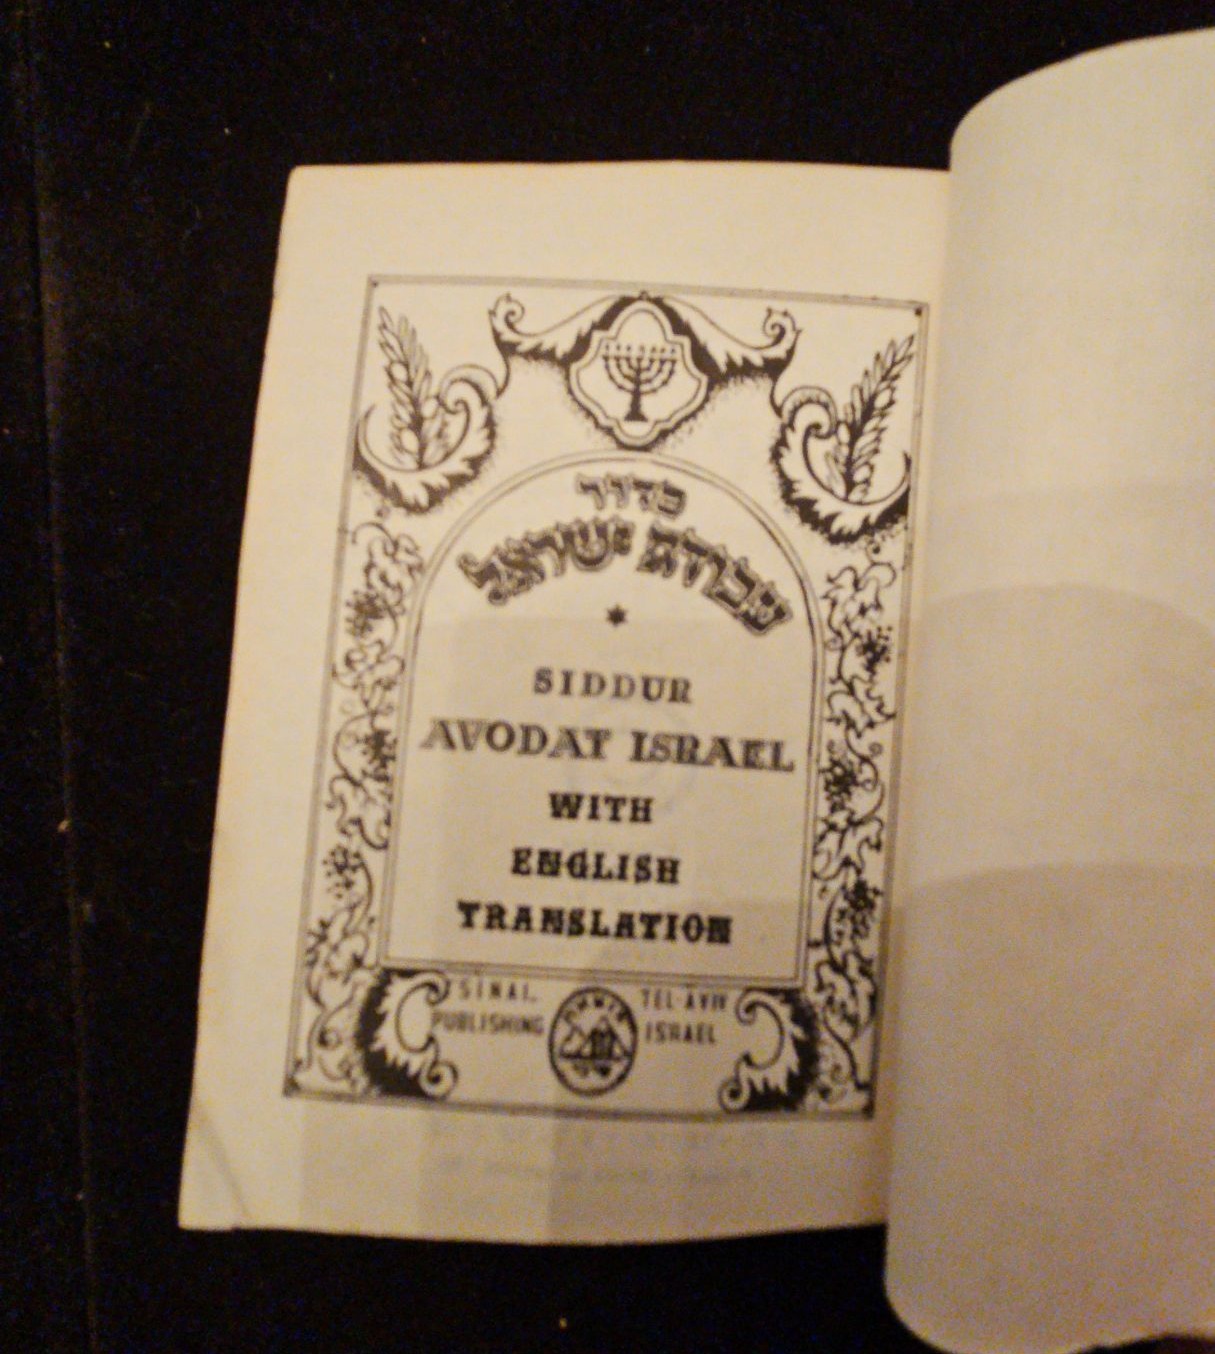 סדור
עבודת ישראל
SIDDUR
AVODAT ISRAEL
WITH
ENGLISH
TRANSLATION
SINAI
PUBLISHING
TEL-AVIV
ISRAEL